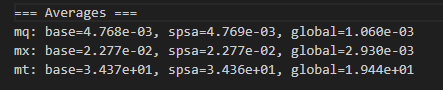 === Averages ===
mq: base=4.768e-03, spsa=4.769e-03, global=1.060e-03
mx: base=2.277e-02, spsa=2.277e-02, global=2.930e-03
mt: base=3.437e+01, spsa=3.436e+01, global=1.944e+01